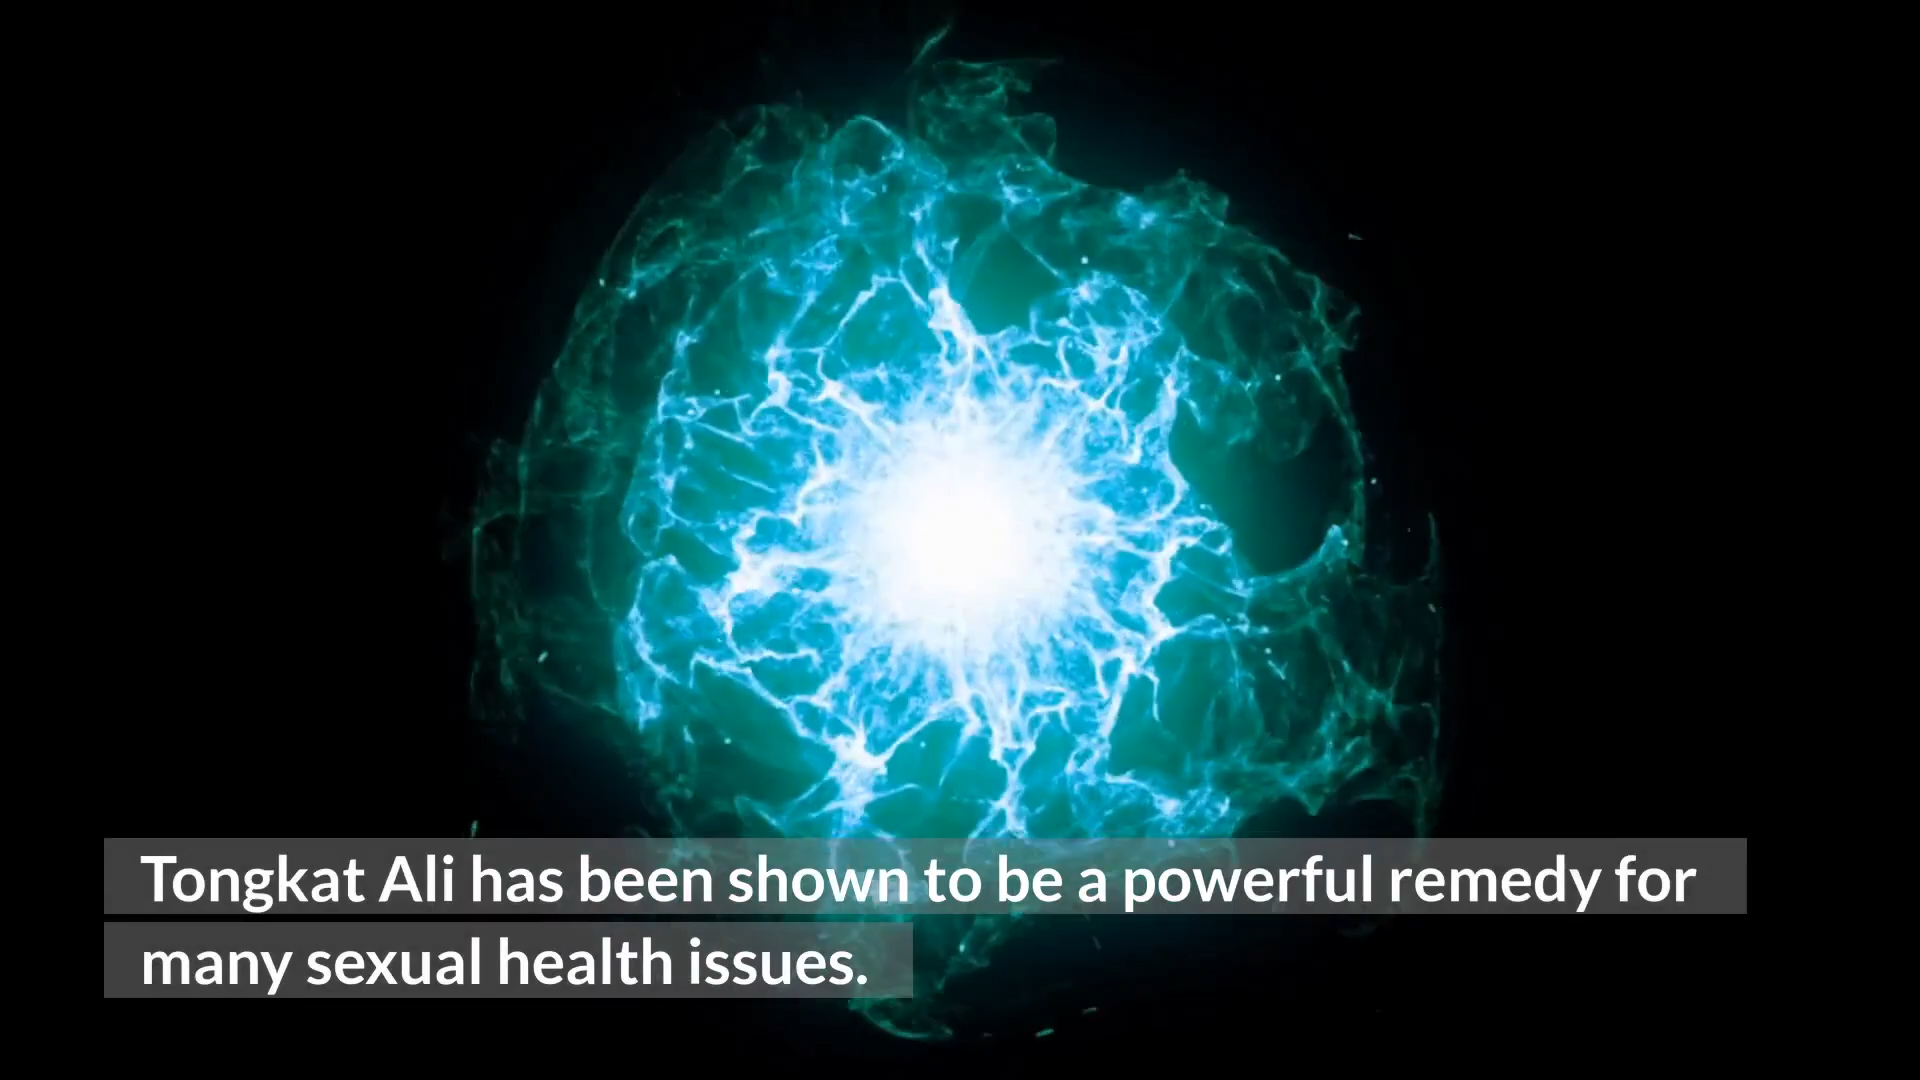 Tongkat Ali has been shown to be a powerful remedy for
many sexual health issues.